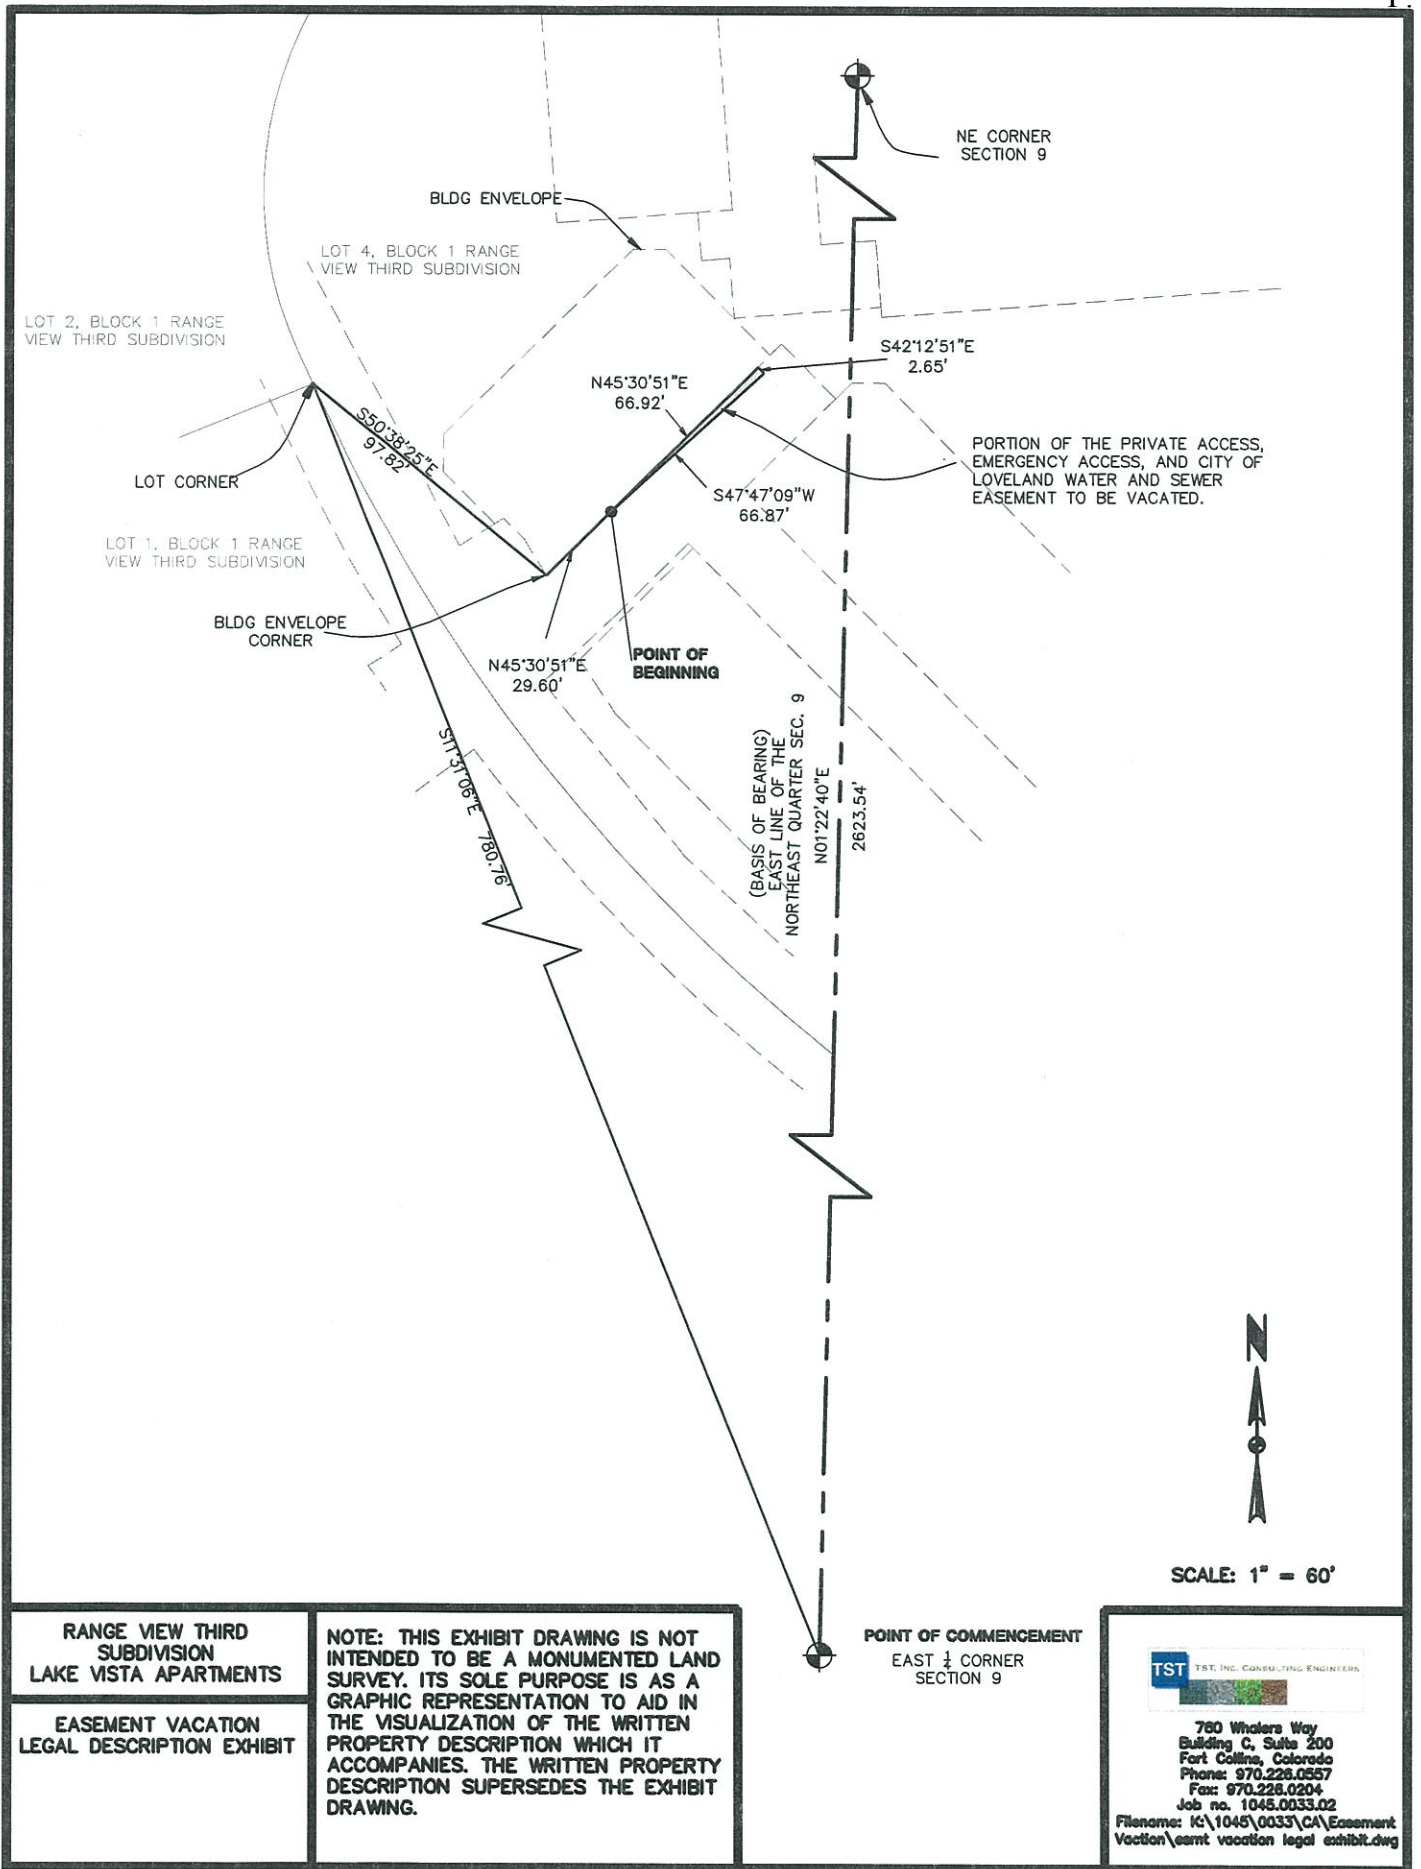 NE CORNER
SECTION 9
BLDG ENVELOPE
LOT 4, BLOCK 1 RANGE
VIEW THIRD SUBDIVISION
LOT 2, BLOCK 1 RANGE
VIEW THIRD SUBDIVISION
S42°12'51"E
2.65'
N45°30'51"E
66.92'
S50°38'25"E
97.82'
PORTION OF THE PRIVATE ACCESS,
EMERGENCY ACCESS, AND CITY OF
LOVELAND WATER AND SEWER
EASEMENT TO BE VACATED.
LOT CORNER
S47°47'09"W
66.87'
LOT 1, BLOCK 1 RANGE
VIEW THIRD SUBDIVISION
BLDG ENVELOPE
CORNER
N45°30'51"E
29.60'
POINT OF
BEGINNING
(BASIS OF BEARING)
EAST LINE OF THE
NORTHEAST QUARTER SEC. 9
N01°22'40"E
2623.54'
S11°31'06"E 780.76'
N
SCALE: 1" = 60'
POINT OF COMMENCEMENT
EAST 1/4 CORNER
SECTION 9
RANGE VIEW THIRD
SUBDIVISION
LAKE VISTA APARTMENTS
EASEMENT VACATION
LEGAL DESCRIPTION EXHIBIT
NOTE: THIS EXHIBIT DRAWING IS NOT
INTENDED TO BE A MONUMENTED LAND
SURVEY. ITS SOLE PURPOSE IS AS A
GRAPHIC REPRESENTATION TO AID IN
THE VISUALIZATION OF THE WRITTEN
PROPERTY DESCRIPTION WHICH IT
ACCOMPANIES. THE WRITTEN PROPERTY
DESCRIPTION SUPERSEDES THE EXHIBIT
DRAWING.
TST TST, INC. CONSULTING ENGINEERS
760 Whalers Way
Building C, Suite 200
Fort Collins, Colorado
Phone: 970.226.0557
Fax: 970.226.0204
Job no. 1045.0033.02
Filename: K:\1045\0033\CA\Easement
Vaction\esmt vacation legal exhibit.dwg